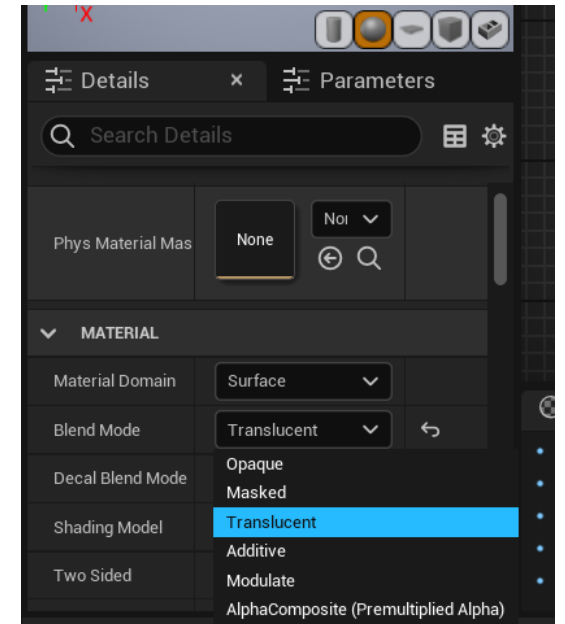 X
Details × Parameters
Search Details
Phys Material Mas None Nor
MATERIAL
Material Domain Surface
Blend Mode Translucent
Decal Blend Mode
Opaque
Masked
Shading Model
Translucent
Additive
Two Sided
Modulate
AlphaComposite (Premultiplied Alpha)